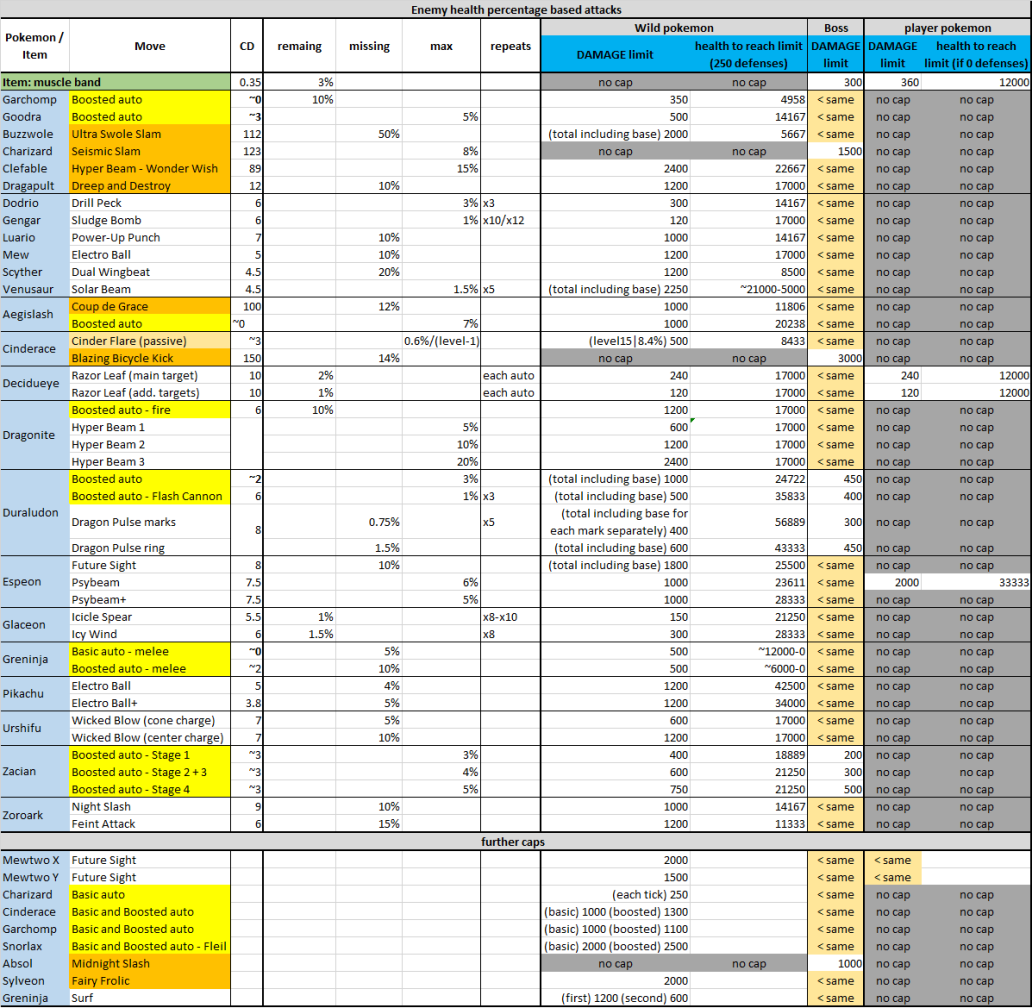 Enemy health percentage based attacks
Pokemon / Item Move CD remaing missing max repeats Wild pokemon Boss player pokemon
DAMAGE limit health to reach limit (250 defenses) DAMAGE limit DAMAGE limit health to reach limit (if 0 defenses)
Item: muscle band 0.35 3% no cap no cap 300 360 12000
Garchomp Boosted auto ~0 10% 350 4958 < same no cap no cap
Goodra Boosted auto ~3 5% 500 14167 < same no cap no cap
Buzzwole Ultra Swole Slam 112 50% (total including base) 2000 5667 < same no cap no cap
Charizard Seismic Slam 123 8% no cap no cap 1500 no cap no cap
Clefable Hyper Beam - Wonder Wish 89 15% 2400 22667 < same no cap no cap
Dragapult Dreep and Destroy 12 10% 1200 17000 < same no cap no cap
Dodrio Drill Peck 6 3% x3 300 14167 < same no cap no cap
Gengar Sludge Bomb 6 1% x10/x12 120 17000 < same no cap no cap
Luario Power-Up Punch 7 10% 1000 14167 < same no cap no cap
Mew Electro Ball 5 10% 1200 17000 < same no cap no cap
Scyther Dual Wingbeat 4.5 20% 1200 8500 < same no cap no cap
Venusaur Solar Beam 4.5 1.5% x5 (total including base) 2250 ~21000-5000 < same no cap no cap
Aegislash Coup de Grace 100 12% 1000 11806 < same no cap no cap
Boosted auto ~0 7% 1000 20238 < same no cap no cap
Cinderace Cinder Flare (passive) ~3 0.6%/(level-1) (level15|8.4%) 500 8433 < same no cap no cap
Blazing Bicycle Kick 150 14% no cap no cap 3000 no cap no cap
Decidueye Razor Leaf (main target) 10 2% each auto 240 17000 < same 240 12000
Razor Leaf (add. targets) 10 1% each auto 120 17000 < same 120 12000
Dragonite Boosted auto - fire 6 10% 1200 17000 < same no cap no cap
Hyper Beam 1 5% 600 17000 < same no cap no cap
Hyper Beam 2 10% 1200 17000 < same no cap no cap
Hyper Beam 3 20% 2400 17000 < same no cap no cap
Duraludon Boosted auto ~2 3% (total including base) 1000 24722 450 no cap no cap
Boosted auto - Flash Cannon 6 1% x3 (total including base) 500 35833 400 no cap no cap
Dragon Pulse marks 8 0.75% x5 (total including base for each mark separately) 400 56889 300 no cap no cap
Dragon Pulse ring 1.5% (total including base) 600 43333 450 no cap no cap
Espeon Future Sight 8 10% (total including base) 1800 25500 < same no cap no cap
Psybeam 7.5 6% 1000 23611 < same 2000 33333
Psybeam+ 7.5 5% 1000 28333 < same no cap no cap
Glaceon Icicle Spear 5.5 1% x8-x10 150 21250 < same no cap no cap
Icy Wind 6 1.5% x8 300 28333 < same no cap no cap
Greninja Basic auto - melee ~0 5% 500 ~12000-0 < same no cap no cap
Boosted auto - melee ~2 10% 500 ~6000-0 < same no cap no cap
Pikachu Electro Ball 5 4% 1200 42500 < same no cap no cap
Electro Ball+ 3.8 5% 1200 34000 < same no cap no cap
Urshifu Wicked Blow (cone charge) 7 5% 600 17000 < same no cap no cap
Wicked Blow (center charge) 7 10% 1200 17000 < same no cap no cap
Zacian Boosted auto - Stage 1 ~3 3% 400 18889 200 no cap no cap
Boosted auto - Stage 2 + 3 ~3 4% 600 21250 300 no cap no cap
Boosted auto - Stage 4 ~3 5% 750 21250 500 no cap no cap
Zoroark Night Slash 9 10% 1000 14167 < same no cap no cap
Feint Attack 6 15% 1200 11333 < same no cap no cap
further caps
Mewtwo X Future Sight 2000 < same < same
Mewtwo Y Future Sight 1500 < same < same
Charizard Basic auto (each tick) 250 < same no cap no cap
Cinderace Basic and Boosted auto (basic) 1000 (boosted) 1300 < same no cap no cap
Garchomp Basic and Boosted auto (basic) 1000 (boosted) 1100 < same no cap no cap
Snorlax Basic and Boosted auto - Fleil (basic) 2000 (boosted) 2500 < same no cap no cap
Absol Midnight Slash no cap no cap 1000 no cap no cap
Sylveon Fairy Frolic 2000 < same no cap no cap
Greninja Surf (first) 1200 (second) 600 < same no cap no cap